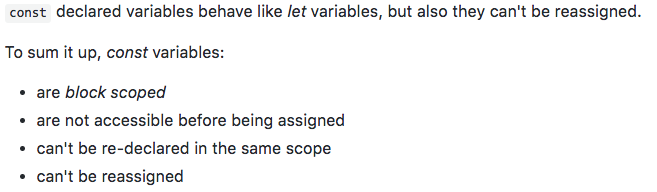 const declared variables behave like let variables, but also they can't be reassigned.
To sum it up, const variables:
• are block scoped
• are not accessible before being assigned
• can't be re-declared in the same scope
• can't be reassigned